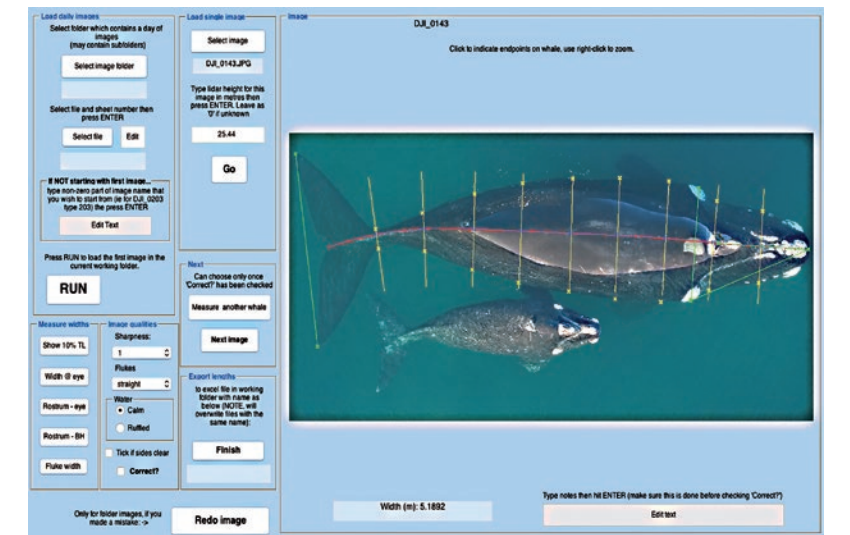 Load daily images
Select folder which contains a day of
images
(may contain subfolders)
Select image folder
Select file and sheet number then
press ENTER
Select file
Edit
If NOT starting with first image...
type non-zero part of image name that
you wish to start from (ie for DJI_0203
type 203) the press ENTER
Edit Text
Press RUN to load the first image in the
current working folder.
RUN
Load single image
Select image
DJI_0143.JPG
Type lidar height for this
image in metres then
press ENTER. Leave as
'0' if unknown
25.44
Go
Next
Can choose only once
'Correct?' has been checked
Measure another whale
Next image
Measure widths
Show 10% TL
Width @ eye
Rostrum - eye
Rostrum - BH
Fluke width
Image qualities
Sharpness:
1
Flukes
straight
Water
Calm
Ruffled
Tick if sides clear
Correct?
Export lengths
to excel file in working
folder with name as
below (NOTE, will
overwrite files with the
same name):
Finish
Only for folder images, if you
made a mistake: ->
Redo image
Image
DJI_0143
Click to indicate endpoints on whale, use right-click to zoom.
Width (m): 5.1892
Type notes then hit ENTER (make sure this is done before checking 'Correct?')
Edit text